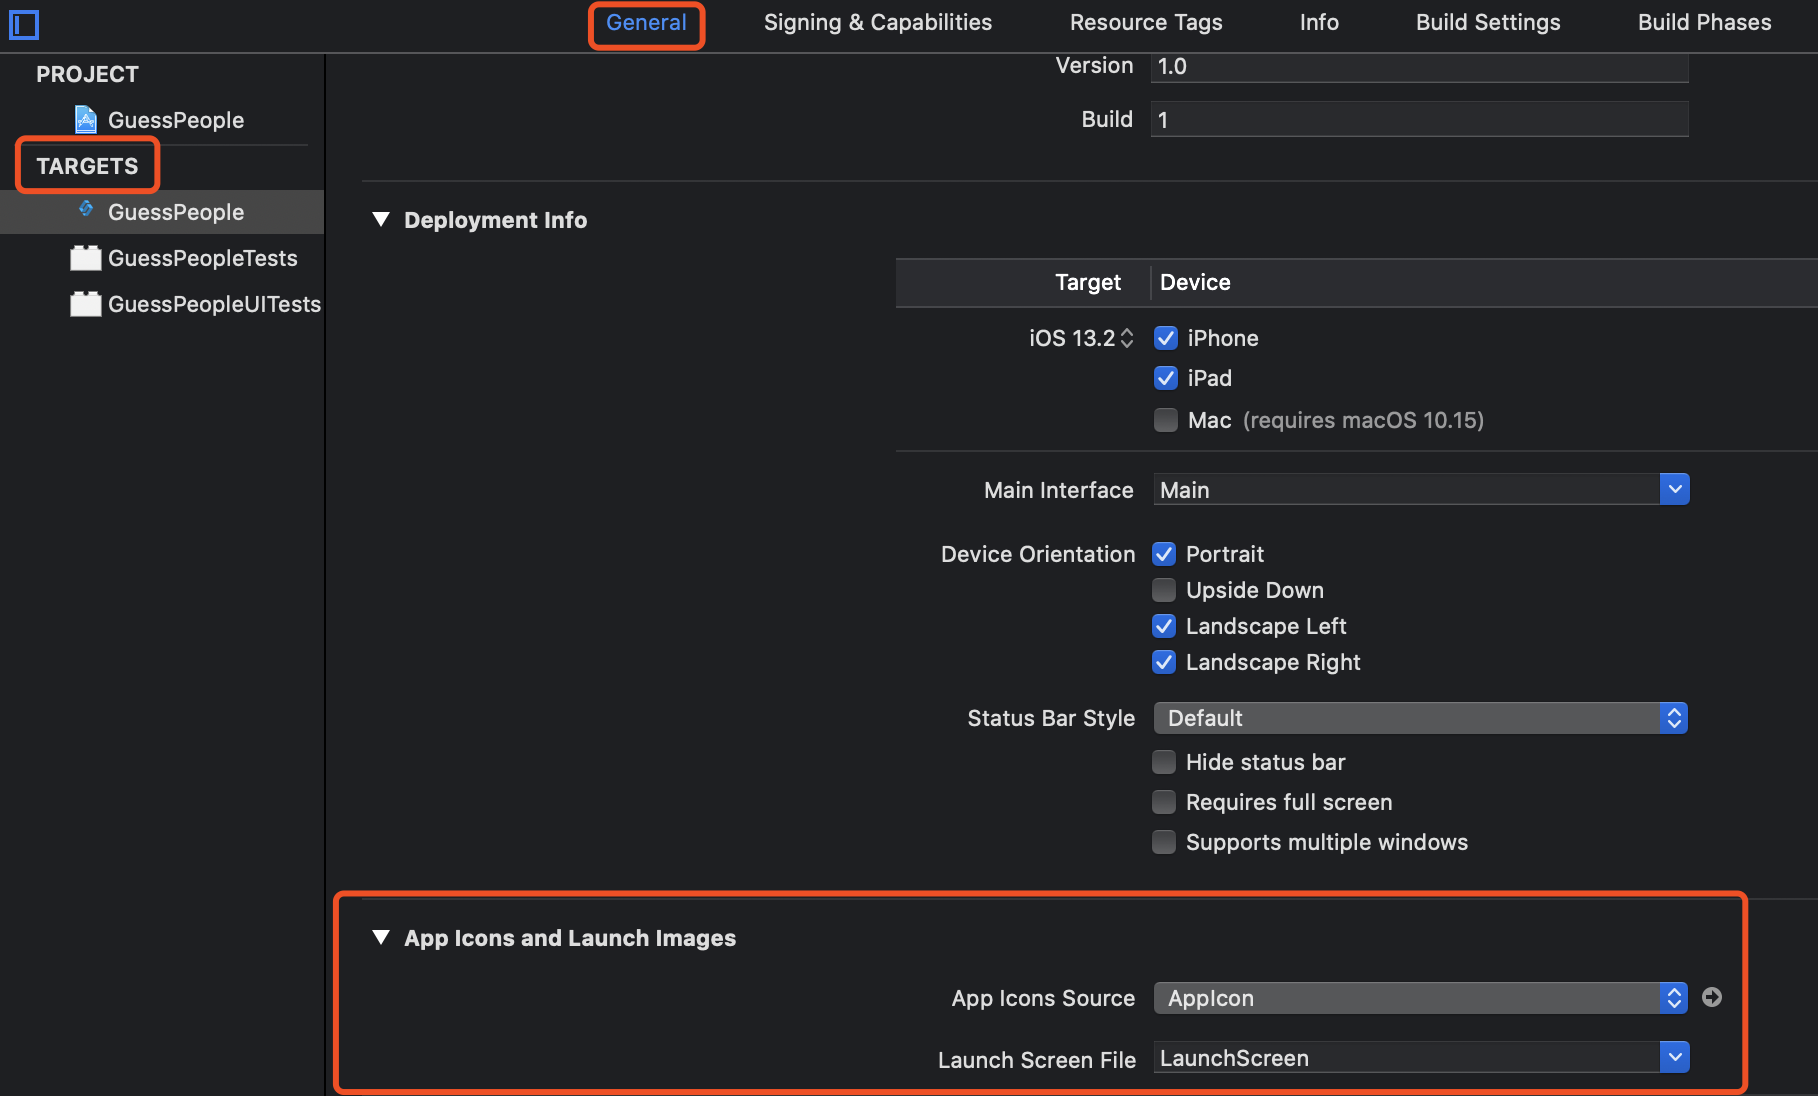 General
Signing & Capabilities
Resource Tags
Info
Build Settings
Build Phases
PROJECT
GuessPeople
TARGETS
GuessPeople
GuessPeopleTests
GuessPeopleUITests
Version 1.0
Build 1
Deployment Info
Target Device
iOS 13.2 iPhone
iPad
Mac (requires macOS 10.15)
Main Interface Main
Device Orientation Portrait
Upside Down
Landscape Left
Landscape Right
Status Bar Style Default
Hide status bar
Requires full screen
Supports multiple windows
App Icons and Launch Images
App Icons Source AppIcon
Launch Screen File LaunchScreen